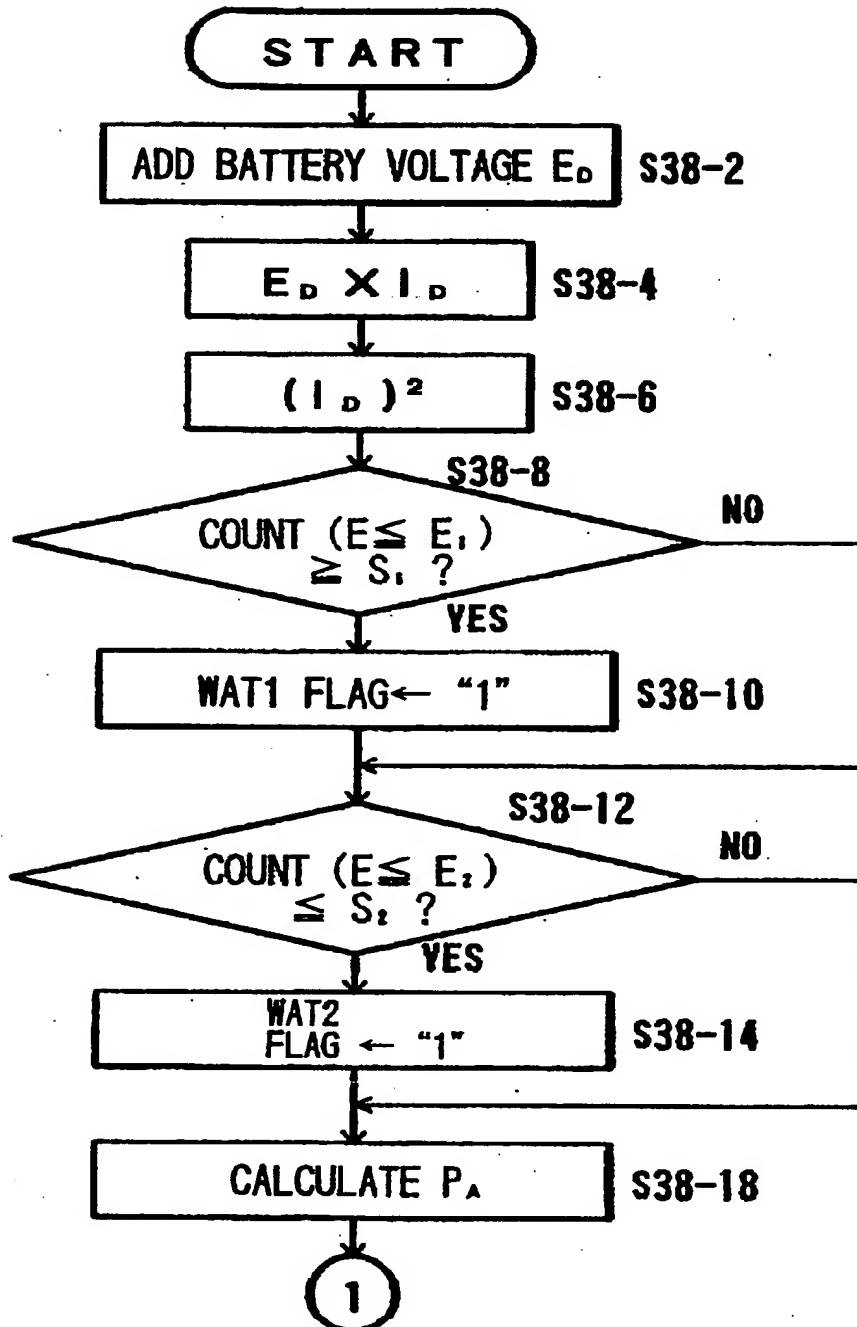 START
ADD BATTERY VOLTAGE E_D S38-2
E_D × I_D S38-4
(I_D)² S38-6
S38-8
NO
COUNT (E≦ E₁)
≧ S₁ ?
YES
WAT1 FLAG← “1” S38-10
S38-12
NO
COUNT (E≦ E₂)
≦ S₂ ?
YES
WAT2
FLAG ← “1” S38-14
CALCULATE P_A S38-18
1